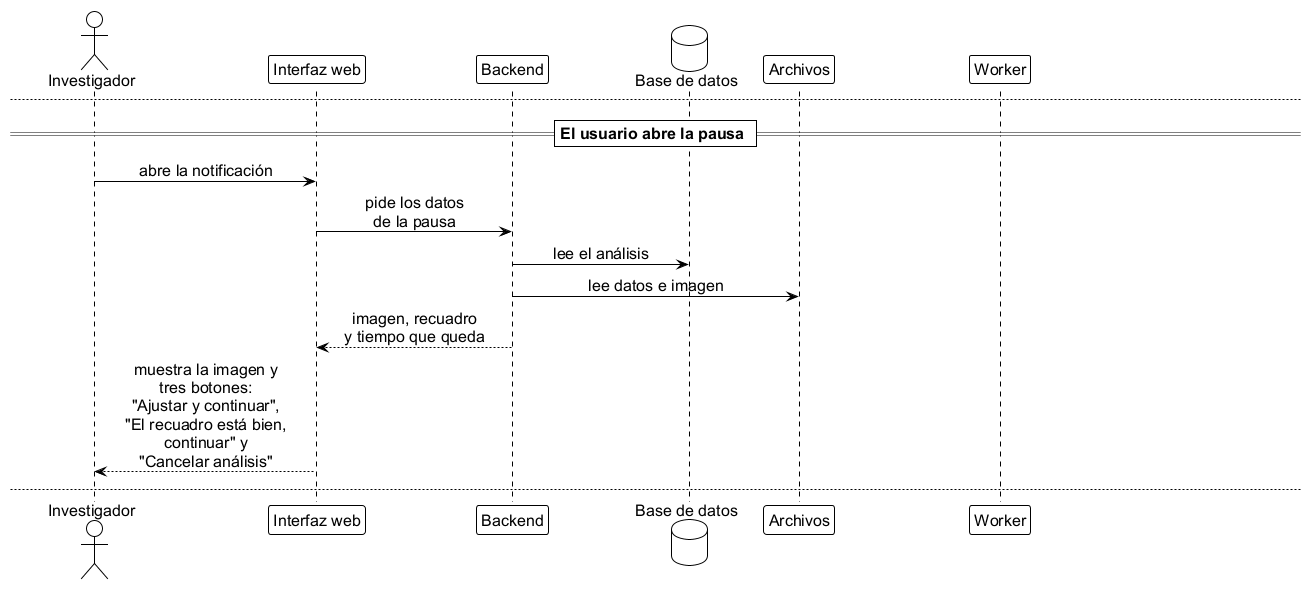 Investigador
Interfaz web
Backend
Base de datos
Archivos
Worker
El usuario abre la pausa
abre la notificación
pide los datos
de la pausa
lee el análisis
lee datos e imagen
imagen, recuadro
y tiempo que queda
muestra la imagen y
tres botones:
"Ajustar y continuar",
"El recuadro está bien,
continuar" y
"Cancelar análisis"
Investigador
Interfaz web
Backend
Base de datos
Archivos
Worker